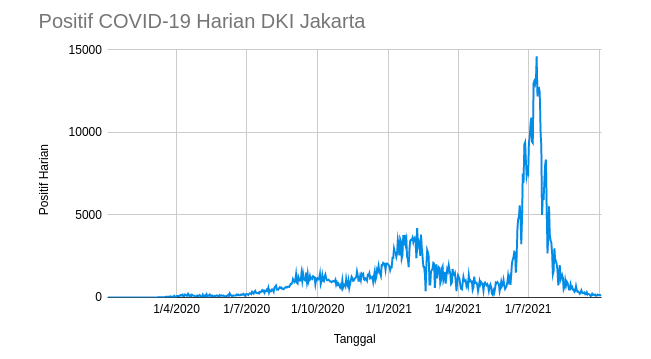 Positif COVID-19 Harian DKI Jakarta
15000
10000
5000
0
Positif Harian
1/4/2020 1/7/2020 1/10/2020 1/1/2021 1/4/2021 1/7/2021
Tanggal